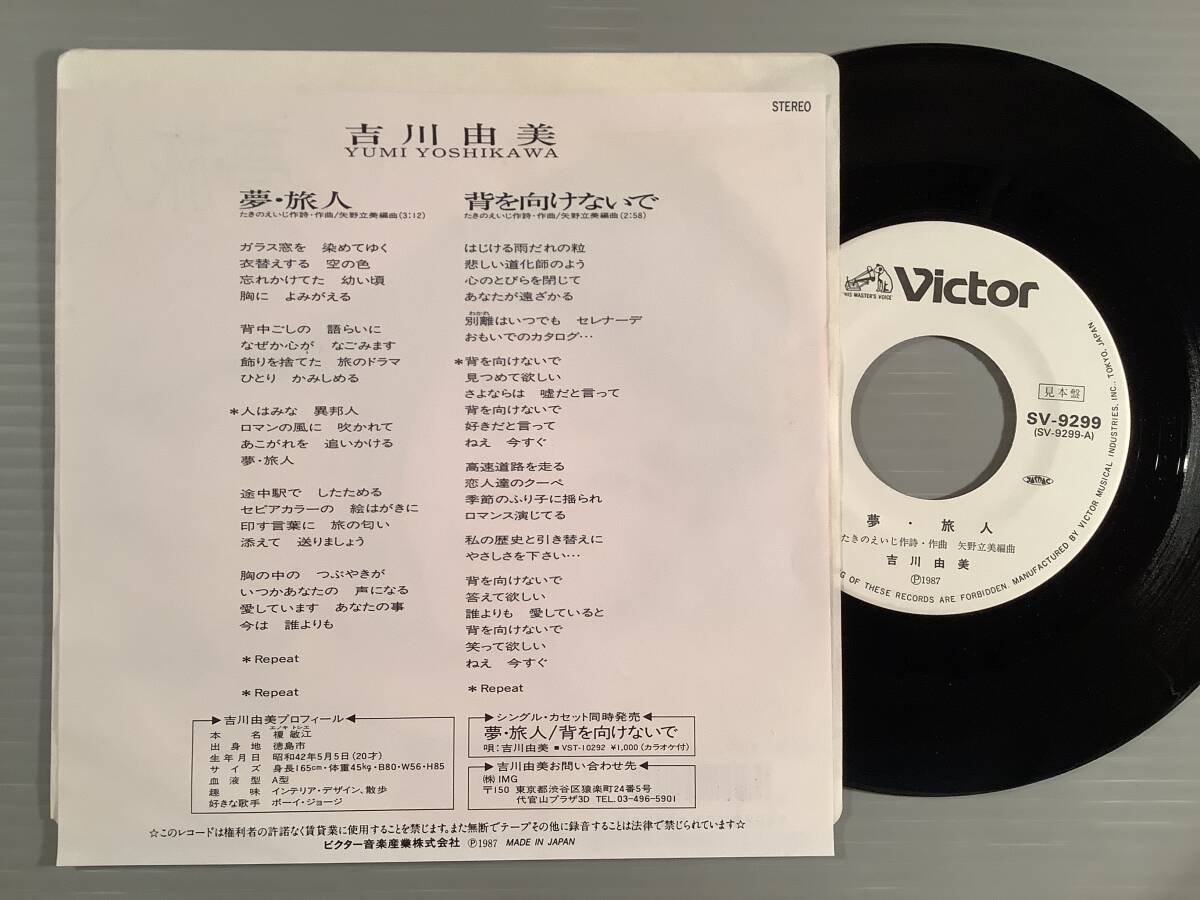 STEREO
吉川由美
YUMI YOSHIKAWA
夢・旅人
たきのえいじ作詩・作曲/矢野立美編曲(3:12)
ガラス窓を 染めてゆく
衣替えする 空の色
忘れかけてた 幼い頃
胸に よみがえる
背中ごしの 語らいに
なぜか心が なごみます
飾りを捨てた 旅のドラマ
ひとり かみしめる
*人はみな 異邦人
ロマンの風に 吹かれて
あこがれを 追いかける
夢・旅人
途中駅で したためる
セピアカラーの 絵はがきに
印す言葉に 旅の匂い
添えて 送りましょう
胸の中の つぶやきが
いつかあなたの 声になる
愛しています あなたの事
今は 誰よりも
*Repeat
*Repeat
背を向けないで
たきのえいじ作詩・作曲/矢野立美編曲(2:58)
はじける雨だれの粒
悲しい道化師のよう
心のとびらを閉じて
あなたが遠ざかる
わかれ
別離はいつでも セレナーデ
おもいでのカタログ…
*背を向けないで
見つめて欲しい
さよならは 嘘だと言って
背を向けないで
好きだと言って
ねえ 今すぐ
高速道路を走る
恋人達のクーペ
季節のふり子に揺られ
ロマンス演じてる
私の歴史と引き替えに
やさしさを下さい…
背を向けないで
答えて欲しい
誰よりも 愛していると
背を向けないで
笑って欲しい
ねえ 今すぐ
*Repeat
▶吉川由美プロフィール◀
エノキ トシエ
本名 榎 敏江
出身地 徳島市
生年月日 昭和42年5月5日(20才)
サイズ 身長165cm・体重45kg・B80・W56・H85
血液型 A型
趣味 インテリア・デザイン、散歩
好きな歌手 ボーイ・ジョージ
▶シングル・カセット同時発売◀
夢・旅人/背を向けないで
唄:吉川由美 ■VST-10292 ¥1,000(カラオケ付)
▶吉川由美お問い合わせ先◀
㈱IMG
〒150 東京都渋谷区猿楽町24番5号
代官山プラザ3D TEL.03-496-5901
☆このレコードは権利者の許諾なく賃貸業に使用することを禁じます。また無断でテープその他に録音することは法律で禁じられています☆
ビクター音楽産業株式会社 Ⓟ1987 MADE IN JAPAN
"HIS MASTER'S VOICE"
Victor
見本盤
SV-9299
(SV-9299-A)
JASRAC
夢・旅人
たきのえいじ作詩・作曲 矢野立美編曲
吉川由美
Ⓟ1987
G OF THESE RECORDS ARE FORBIDDEN. MANUFACTURED BY VICTOR MUSICAL INDUSTRIES, INC., TOKYO, JAPAN